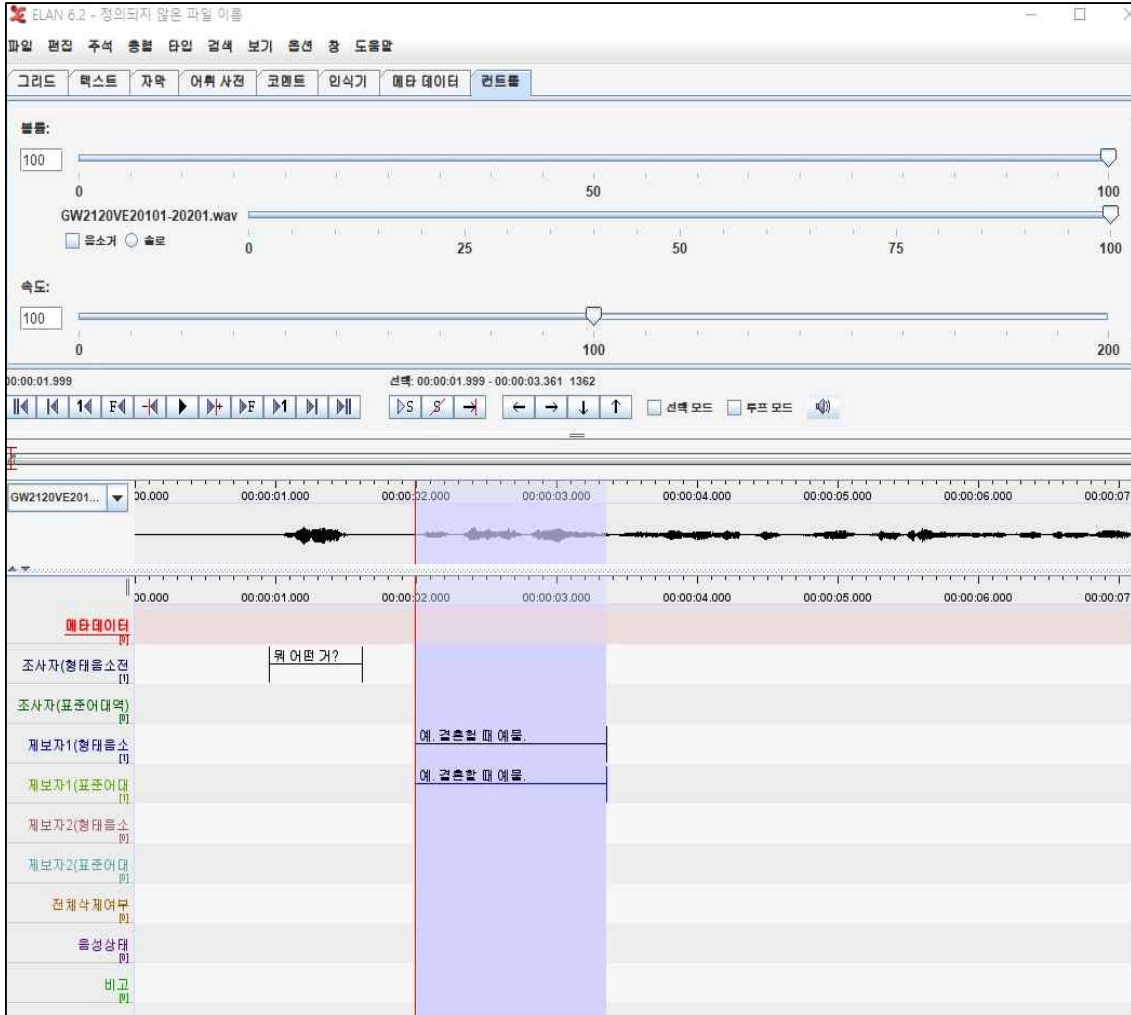 ELAN 6.2 - 정의되지 않은 파일 이름
파일 편집 주석 층렬 타입 검색 보기 옵션 창 도움말
그리드 텍스트 자막 어휘 사전 코멘트 인식기 메타 데이터 컨트롤
볼륨:
100
0 50 100
GW2120VE20101-20201.wav
음소거 솔로
0 25 50 75 100
속도:
100
0 100 200
00:00:01.999 선택: 00:00:01.999 - 00:00:03.361 1362
1 F + F 1 S S 선택 모드 루프 모드
GW2120VE201... 00.000 00:00:01.000 00:00:02.000 00:00:03.000 00:00:04.000 00:00:05.000 00:00:06.000 00:00:07
00.000 00:00:01.000 00:00:02.000 00:00:03.000 00:00:04.000 00:00:05.000 00:00:06.000 00:00:07
메타데이터
[0]
조사자(형태음소전 뭐 어떤 거?
[1]
조사자(표준어대역)
[0]
제보자1(형태음소 예. 결혼헐 때 예물.
[1]
제보자1(표준어대 예. 결혼할 때 예물.
[1]
제보자2(형태음소
[0]
제보자2(표준어대
[0]
전체삭제여부
[0]
음성상태
[0]
비고
[0]